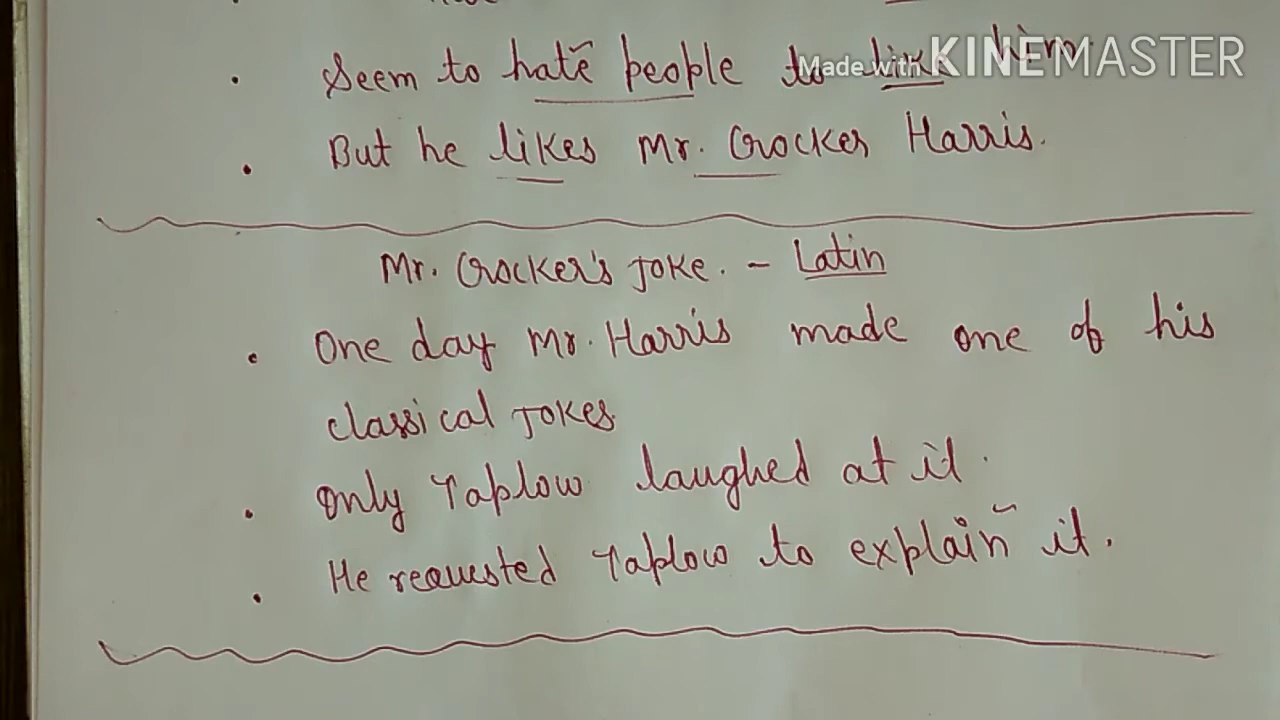 Seem to hate people to like him.
Made with KINEMASTER
But he likes Mr. Crocker Harris.
Mr. Crocker's Joke. - Latin
One day Mr. Harris made one of his
classical Jokes.
Only Taplow laughed at it.
He requested Taplow to explain it.